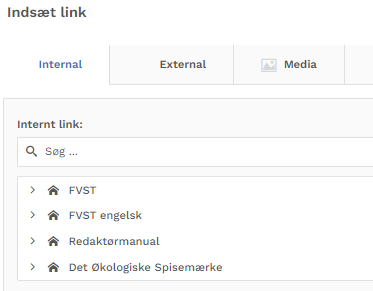 Indsæt link
Internal External Media
Internt link:
Søg ...
FVST
FVST engelsk
Redaktørmanual
Det Økologiske Spisemærke